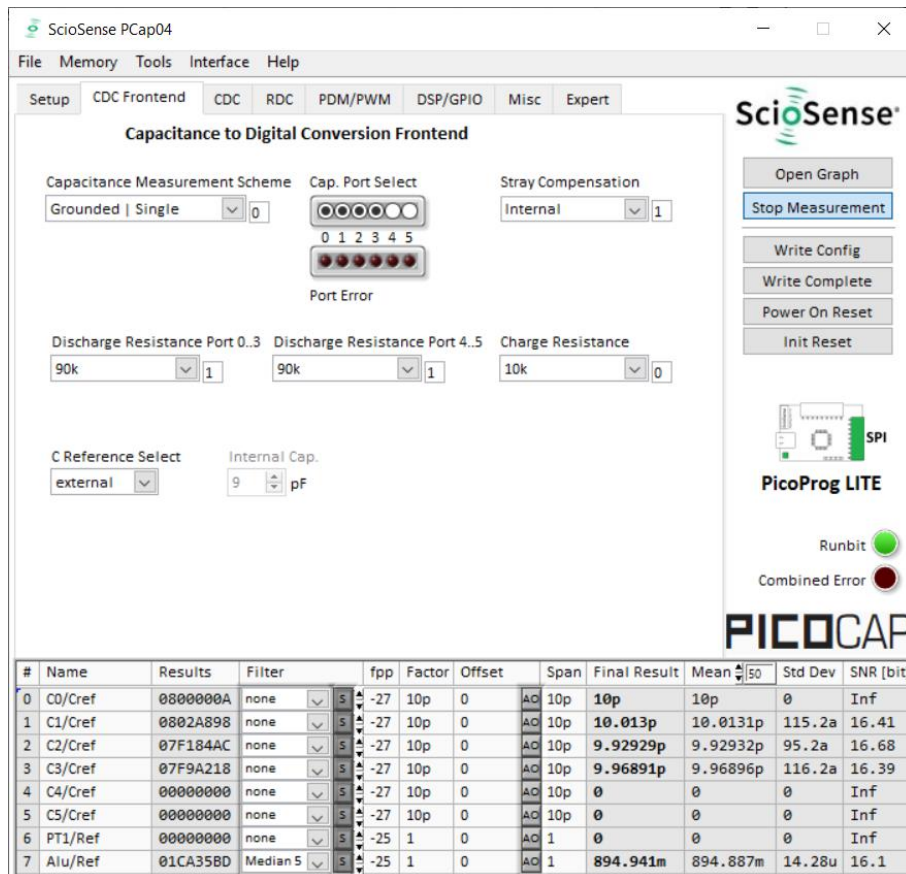 ScioSense PCap04
File Memory Tools Interface Help
Setup CDC Frontend CDC RDC PDM/PWM DSP/GPIO Misc Expert
Capacitance to Digital Conversion Frontend
ScioSense
Capacitance Measurement Scheme Cap. Port Select Stray Compensation
Grounded | Single 0 Internal 1
0 1 2 3 4 5
Port Error
Open Graph
Stop Measurement
Write Config
Write Complete
Power On Reset
Init Reset
Discharge Resistance Port 0..3 Discharge Resistance Port 4..5 Charge Resistance
90k 1 90k 1 10k 0
C Reference Select Internal Cap.
external 9 pF
SPI
PicoProg LITE
Runbit
Combined Error
PICOCAP
# Name Results Filter fpp Factor Offset Span Final Result Mean 50 Std Dev SNR [bit
0 C0/Cref 0800000A none S -27 10p 0 AO 10p 10p 10p 0 Inf
1 C1/Cref 0802A898 none S -27 10p 0 AO 10p 10.013p 10.0131p 115.2a 16.41
2 C2/Cref 07F184AC none S -27 10p 0 AO 10p 9.92929p 9.92932p 95.2a 16.68
3 C3/Cref 07F9A218 none S -27 10p 0 AO 10p 9.96891p 9.96896p 116.2a 16.39
4 C4/Cref 00000000 none S -27 10p 0 AO 10p 0 0 0 Inf
5 C5/Cref 00000000 none S -27 10p 0 AO 10p 0 0 0 Inf
6 PT1/Ref 00000000 none S -25 1 0 AO 1 0 0 0 Inf
7 Alu/Ref 01CA35BD Median 5 S -25 1 0 AO 1 894.941m 894.887m 14.28u 16.1